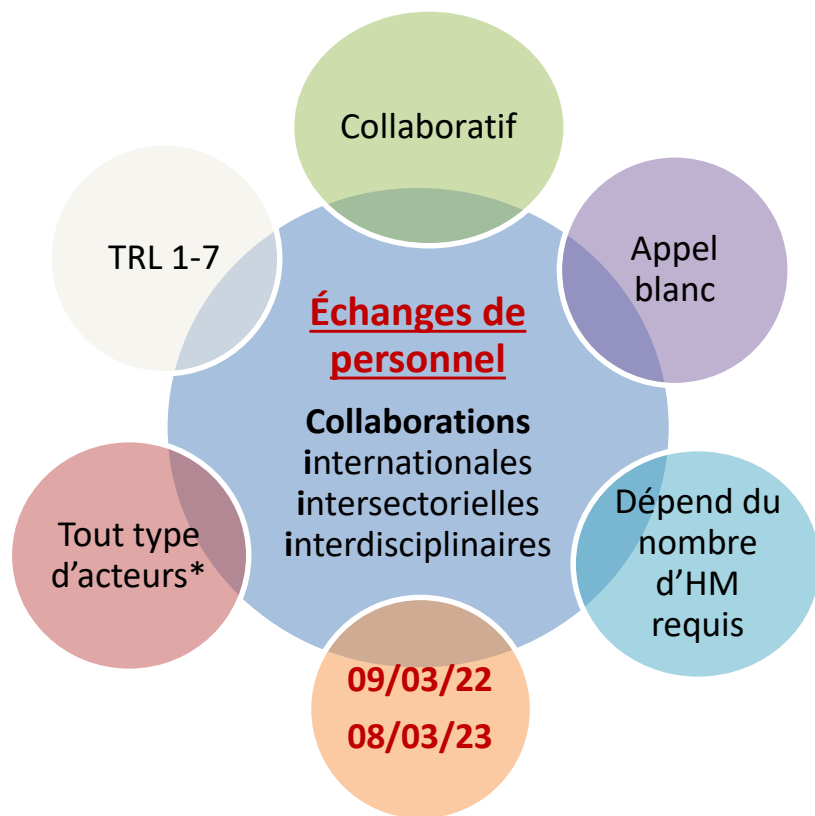 Collaboratif
TRL 1-7
Appel
blanc
Échanges de
personnel
Collaborations
internationales
intersectorielles
interdisciplinaires
Tout type
d’acteurs*
Dépend du
nombre
d’HM
requis
09/03/22
08/03/23